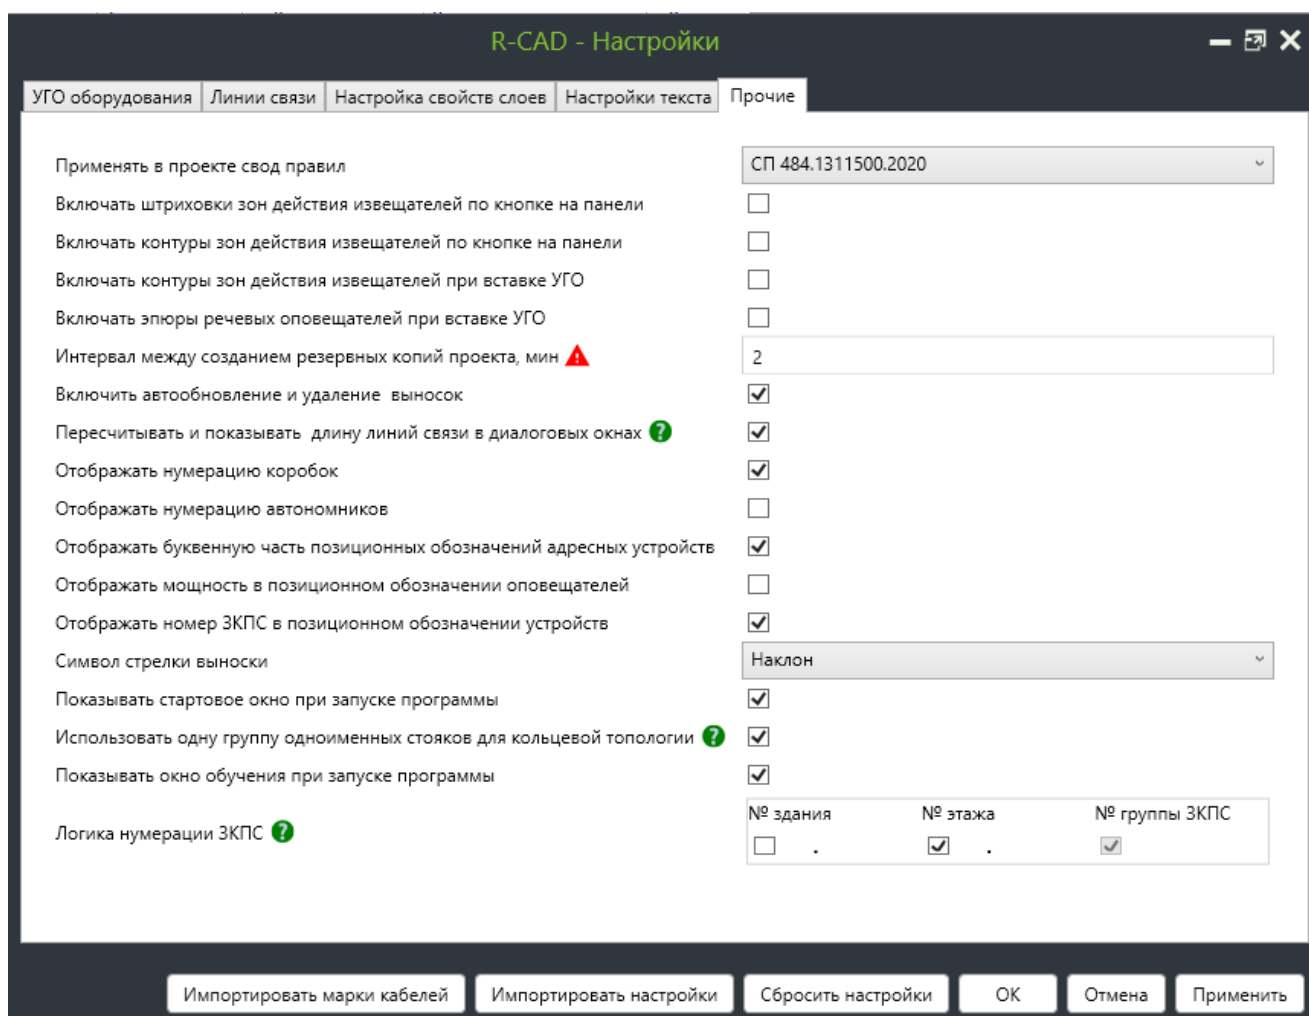 R-CAD - Настройки
УГО оборудования Линии связи Настройка свойств слоев Настройки текста Прочие
Применять в проекте свод правил СП 484.1311500.2020
Включать штриховки зон действия извещателей по кнопке на панели
Включать контуры зон действия извещателей по кнопке на панели
Включать контуры зон действия извещателей при вставке УГО
Включать эпюры речевых оповещателей при вставке УГО
Интервал между созданием резервных копий проекта, мин 2
Включить автообновление и удаление выносок
Пересчитывать и показывать длину линий связи в диалоговых окнах ?
Отображать нумерацию коробок
Отображать нумерацию автономников
Отображать буквенную часть позиционных обозначений адресных устройств
Отображать мощность в позиционном обозначении оповещателей
Отображать номер ЗКПС в позиционном обозначении устройств
Символ стрелки выноски Наклон
Показывать стартовое окно при запуске программы
Использовать одну группу одноименных стояков для кольцевой топологии ?
Показывать окно обучения при запуске программы
№ здания № этажа № группы ЗКПС
Логика нумерации ЗКПС ?
. .
Импортировать марки кабелей Импортировать настройки Сбросить настройки OK Отмена Применить